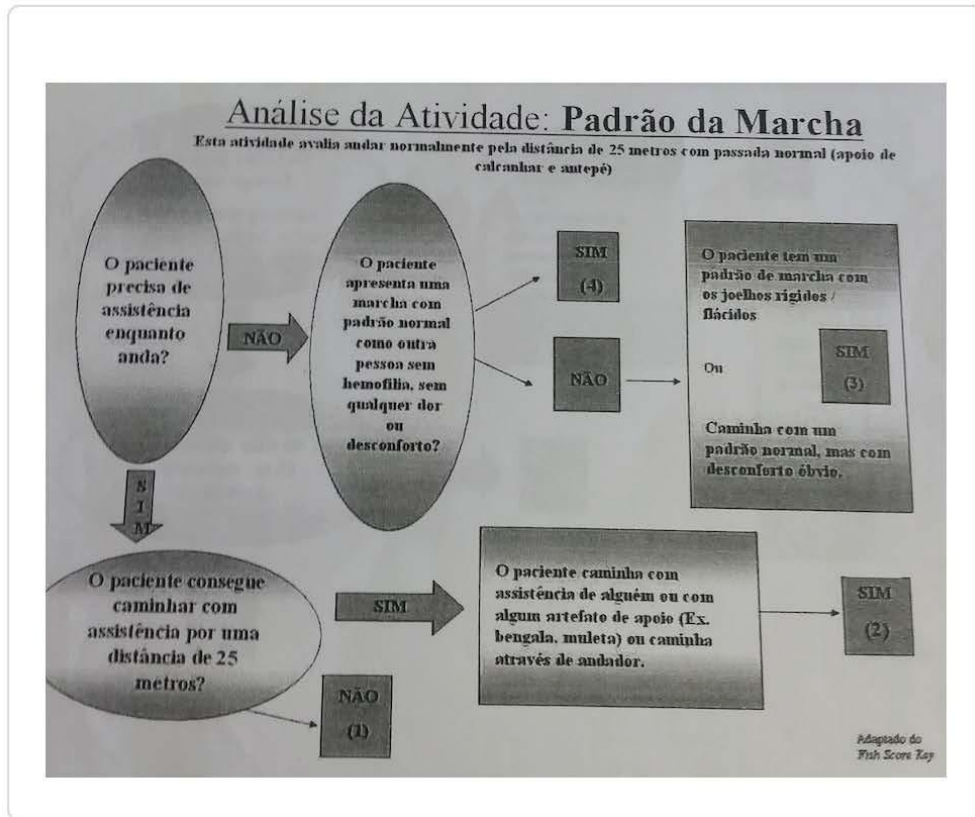 Análise da Atividade: Padrão da Marcha
Esta atividade avalia andar normalmente pela distância de 25 metros com passada normal (apoio de
calcanhar e antepé)
O paciente
precisa de
assistência
enquanto
anda?
NÃO
O paciente
apresenta uma
marcha com
padrão normal
como outra
pessoa sem
hemofilia, sem
qualquer dor
ou
desconforto?
SIM
(4)
NÃO
O paciente tem um
padrão de marcha com
os joelhos rígidos /
flácidos
Ou
SIM
(3)
Caminha com um
padrão normal, mas com
desconforto óbvio.
S
I
M
O paciente consegue
caminhar com
assistência por uma
distância de 25
metros?
SIM
O paciente caminha com
assistência de alguém ou com
algum artefato de apoio (Ex.
bengala, muleta) ou caminha
através de andador.
SIM
(2)
NÃO
(1)
Adaptado do
Fish Score Kay